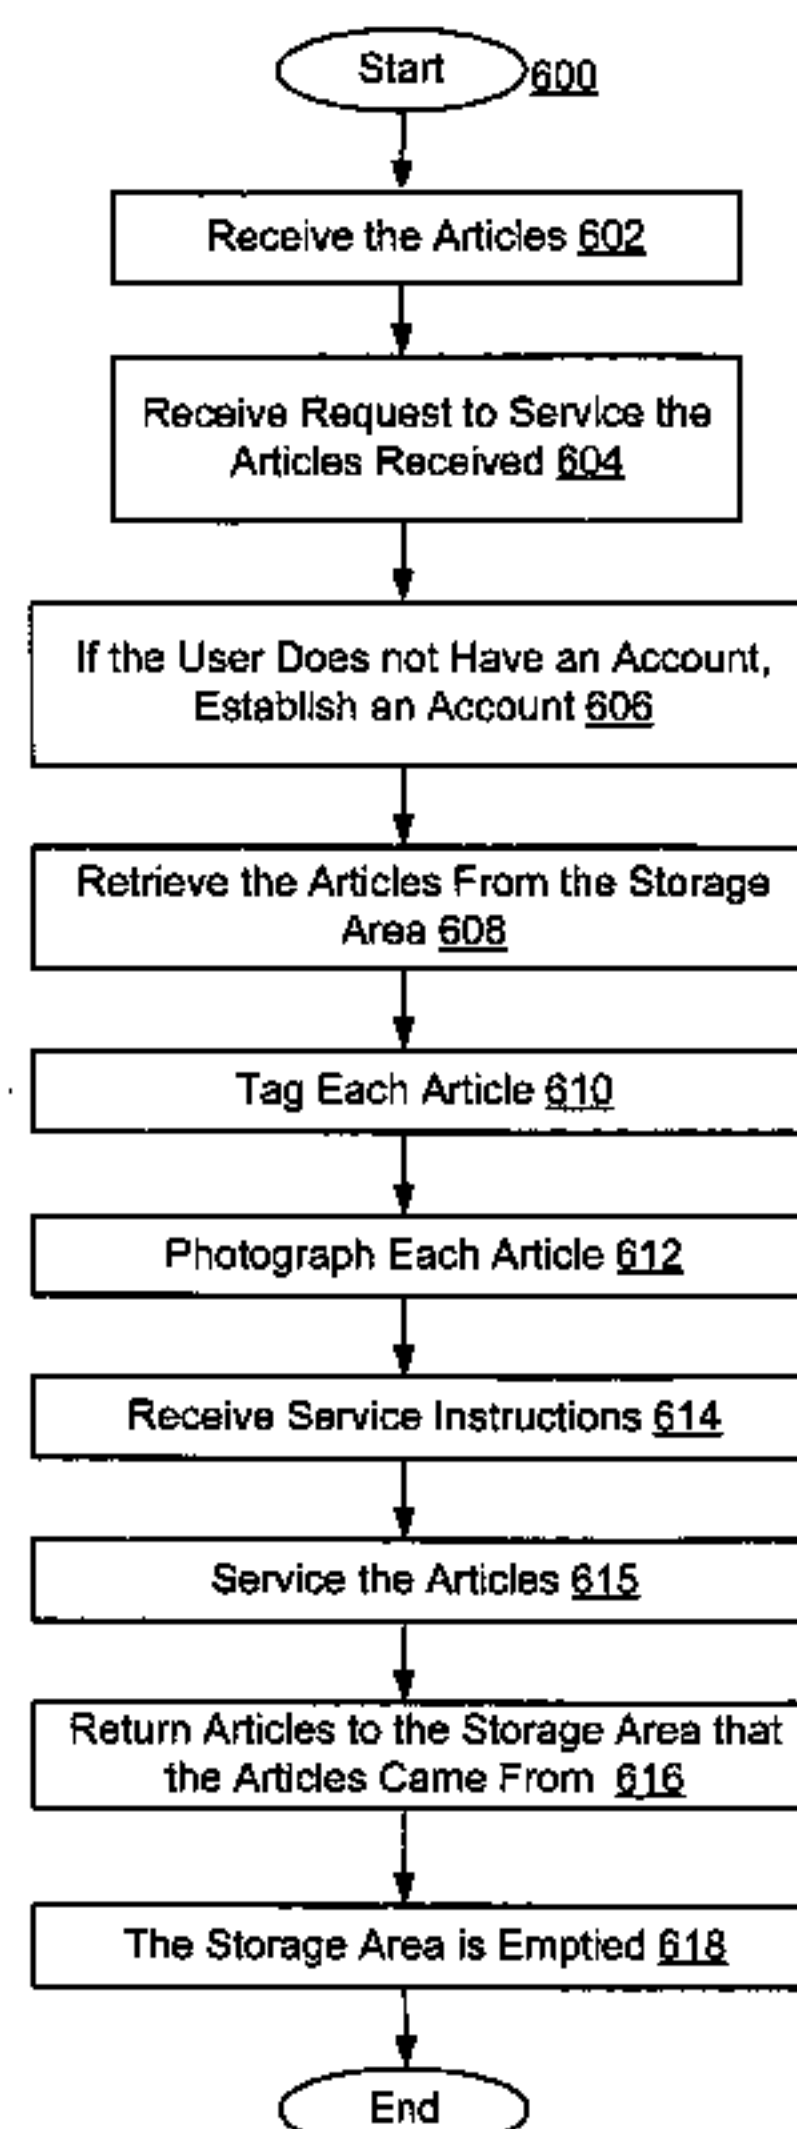 Start 600
Receive the Articles 602
Receive Request to Service the
Articles Received 604
If the User Does not Have an Account,
Establish an Account 606
Retrieve the Articles From the Storage
Area 608
Tag Each Article 610
Photograph Each Article 612
Receive Service Instructions 614
Service the Articles 615
Return Articles to the Storage Area that
the Articles Came From 616
The Storage Area is Emptied 618
End